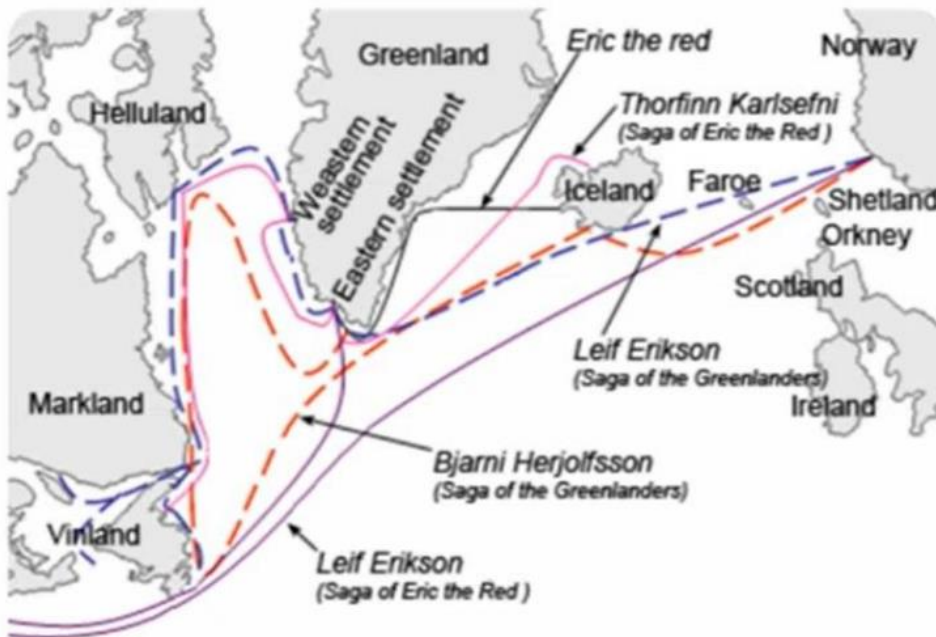 Greenland
Eric the red
Norway
Helluland
Thorfinn Karlsefni
(Saga of Eric the Red )
Weastern
settlement
Eastern settlement
Iceland
Faroe
Shetland
Orkney
Scotland
Leif Erikson
(Saga of the Greenlanders)
Markland
Ireland
Bjarni Herjolfsson
(Saga of the Greenlanders)
Vinland
Leif Erikson
(Saga of Eric the Red )